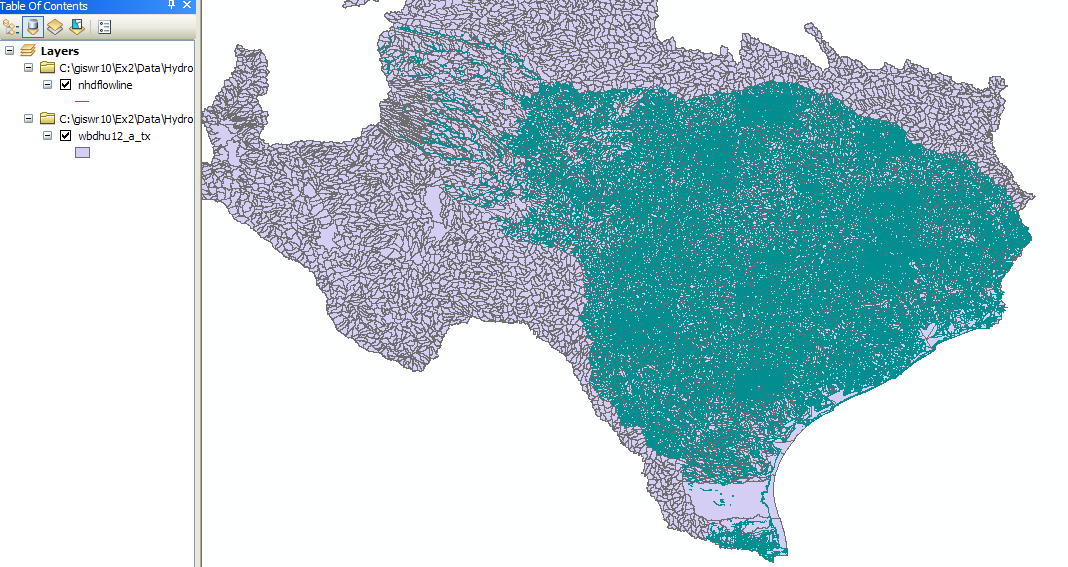 Table Of Contents
Layers
C:\giswr10\Ex2\Data\Hydro
nhdflowline
C:\giswr10\Ex2\Data\Hydro
wbdhu12_a_tx